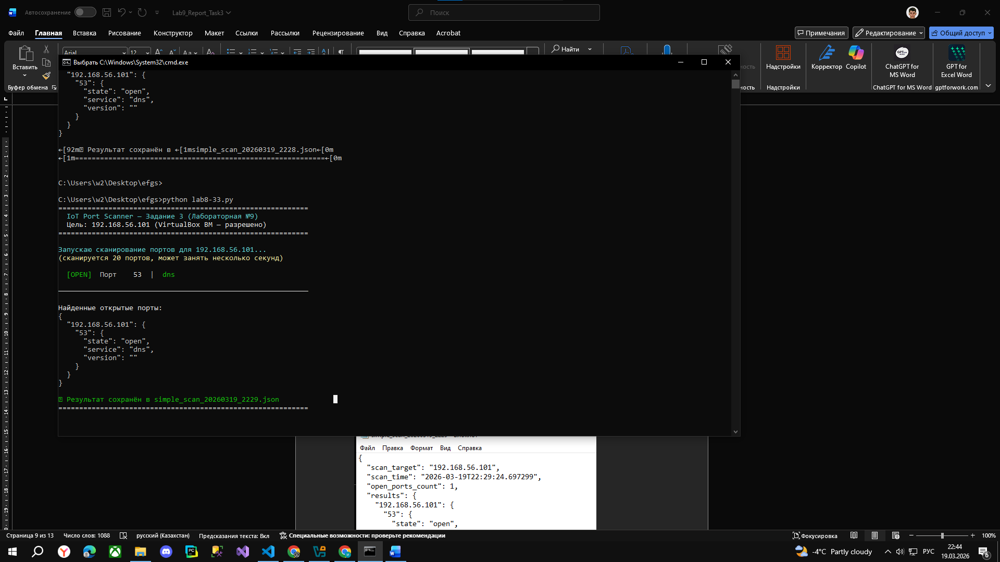 Автосохранение
Lab9_Report_Task3
Поиск
Файл Главная Вставка Рисование Конструктор Макет Ссылки Рассылки Рецензирование Вид Справка Acrobat
Примечания Редактирование Общий доступ
Вставить
Буфер обмена
Arial 12
Найти
Надстройки
Надстройки
Корректор Copilot
ChatGPT for MS Word
ChatGPT for MS Word
GPT for Excel Word
gptforwork.com
Выбрать C:\Windows\System32\cmd.exe
"192.168.56.101": {
"53": {
"state": "open",
"service": "dns",
"version": ""
}
}
}
←[92m Результат сохранён в ←[1msimple_scan_20260319_2228.json←[0m
←[1m============================================================←[0m
C:\Users\w2\Desktop\efgs>
C:\Users\w2\Desktop\efgs>python lab8-33.py
============================================================
IoT Port Scanner — Задание 3 (Лабораторная №9)
Цель: 192.168.56.101 (VirtualBox ВМ — разрешено)
============================================================
Запускаю сканирование портов для 192.168.56.101...
(сканируется 20 портов, может занять несколько секунд)
[OPEN] Порт 53 | dns
Найденные открытые порты:
{
"192.168.56.101": {
"53": {
"state": "open",
"service": "dns",
"version": ""
}
}
}
Результат сохранён в simple_scan_20260319_2229.json
============================================================
Файл Правка Формат Вид Справка
{
"scan_target": "192.168.56.101",
"scan_time": "2026-03-19T22:29:24.697299",
"open_ports_count": 1,
"results": {
"192.168.56.101": {
"53": {
"state": "open",
Страница 9 из 13 Число слов: 1088 русский (Казахстан) Предсказания текста: Вкл Специальные возможности: проверьте рекомендации
Фокусировка 100%
-4°C Partly cloudy
РУС
22:44
19.03.2026
6